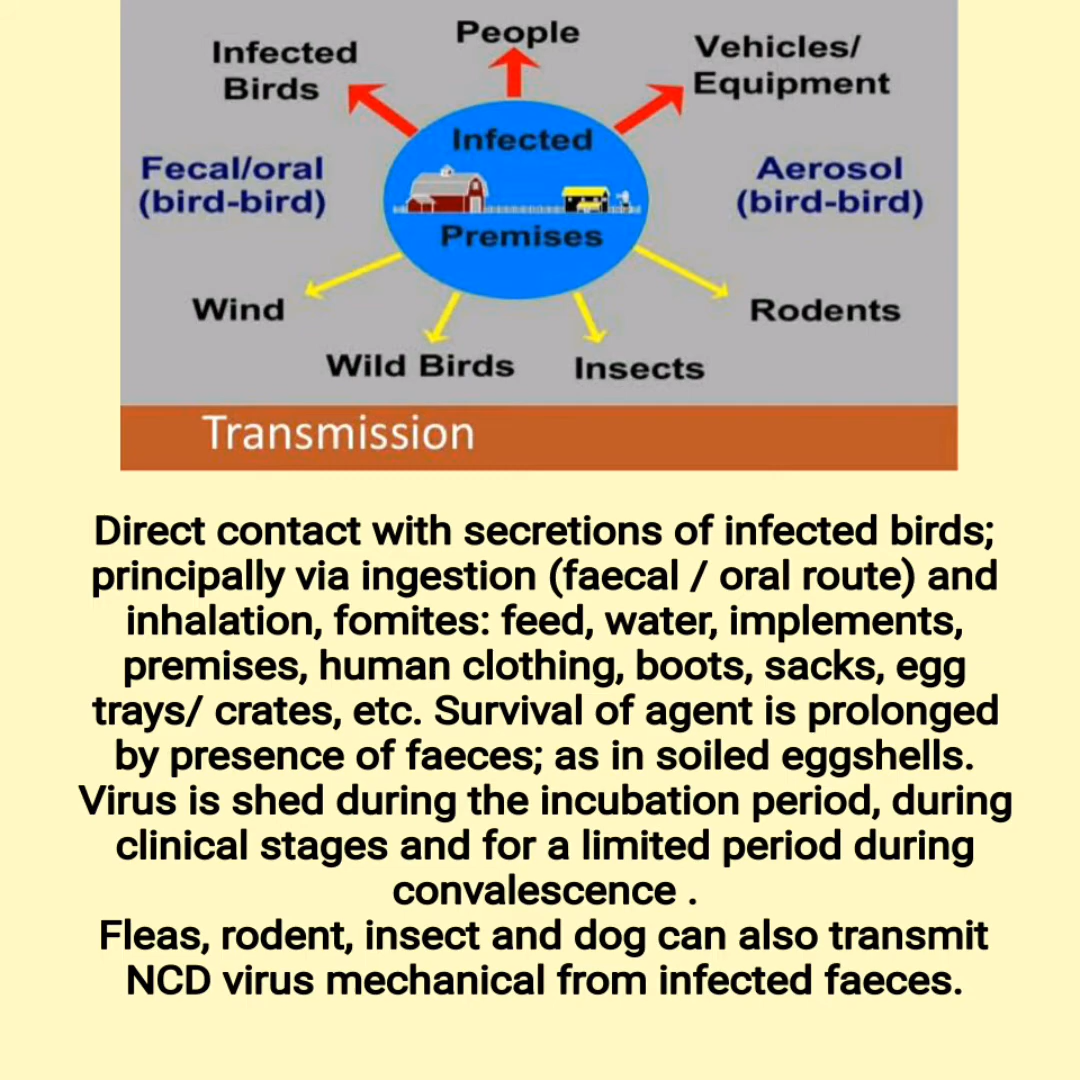 People
Infected
Birds
Vehicles/
Equipment
Infected
Fecal/oral
(bird-bird)
Aerosol
(bird-bird)
Premises
Wind
Rodents
Wild Birds
Insects
Transmission
Direct contact with secretions of infected birds;
principally via ingestion (faecal / oral route) and
inhalation, fomites: feed, water, implements,
premises, human clothing, boots, sacks, egg
trays/ crates, etc. Survival of agent is prolonged
by presence of faeces; as in soiled eggshells.
Virus is shed during the incubation period, during
clinical stages and for a limited period during
convalescence .
Fleas, rodent, insect and dog can also transmit
NCD virus mechanical from infected faeces.